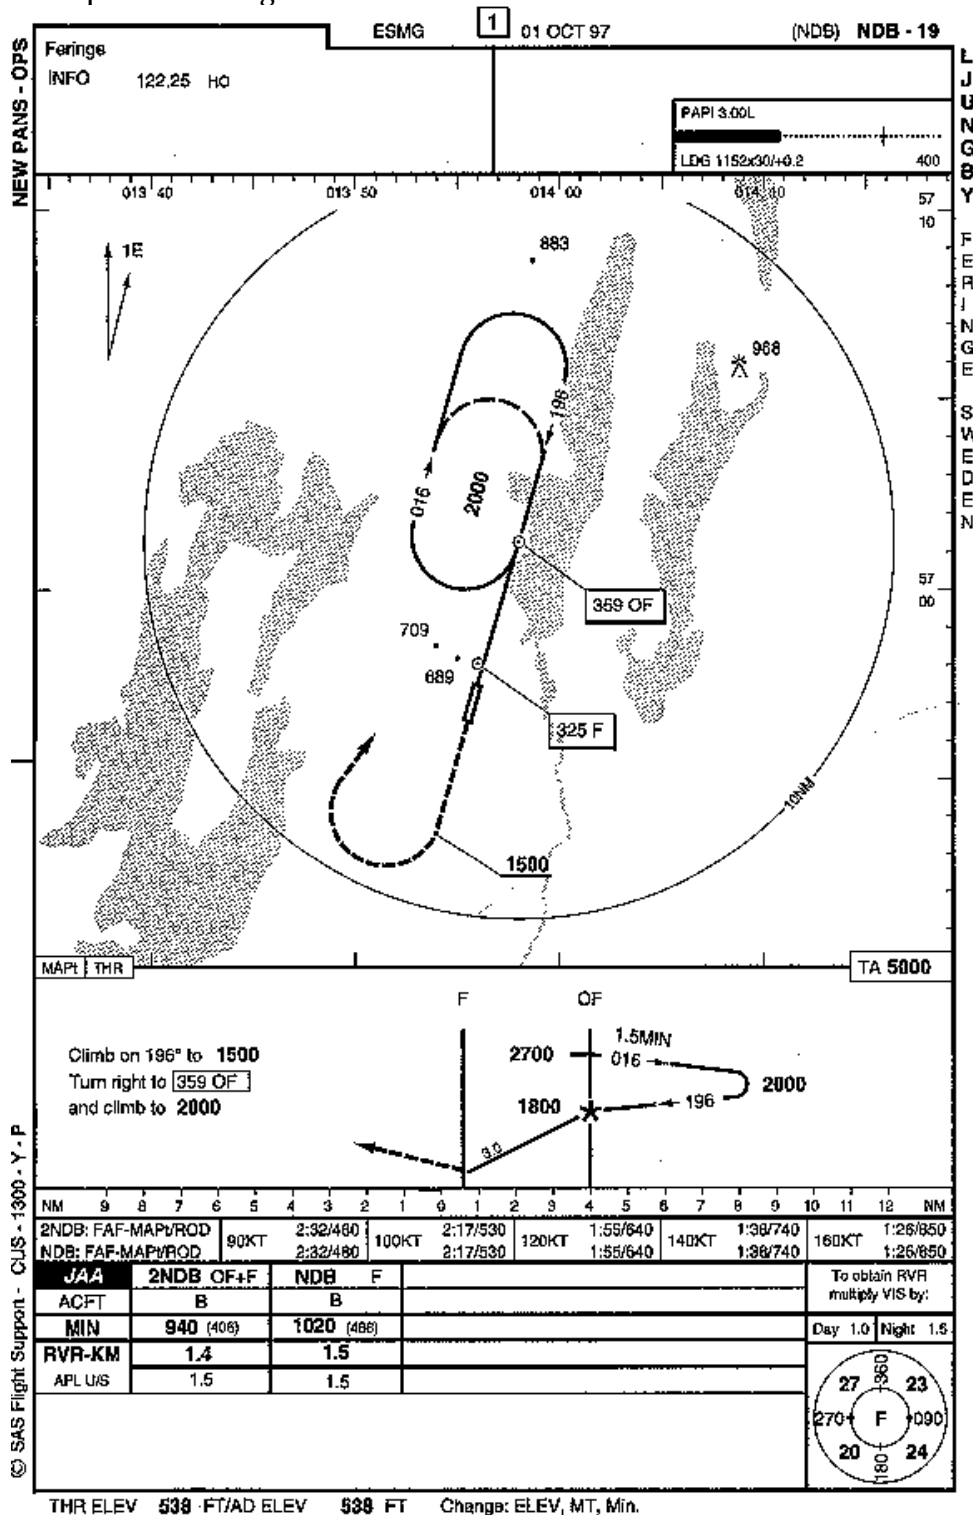 ESMG 1 01 OCT 97 (NDB) NDB - 19
Feringe
INFO 122,25 HO
NEW PANS - OPS
LJUNGBY FERINGE SWEDEN
PAPI 3.00L
LDG 1152x30/+0.2 400
013 40 013 50 014 00 014 10
57
10
1E
883
968
196
016
2000
359 OF
57
00
709
689
325 F
10NM
1500
MAPt THR TA 5000
F OF
Climb on 196° to 1500
Turn right to 359 OF
and climb to 2000
2700
1.5MIN
016
2000
1800
196
3.0
NM 9 8 7 6 5 4 3 2 1 0 1 2 3 4 5 6 7 8 9 10 11 12 NM
2NDB: FAF-MAPt/ROD 90KT 2:32/480 100KT 2:17/530 120KT 1:55/640 140KT 1:38/740 160KT 1:26/850
NDB: FAF-MAPt/ROD 2:32/480 2:17/530 1:55/640 1:38/740 1:26/850
JAA 2NDB OF+F NDB F
ACFT B B
MIN 940 (406) 1020 (486)
RVR-KM 1.4 1.5
APL U/S 1.5 1.5
To obtain RVR
multiply VIS by:
Day 1.0 Night 1.5
360
27 23
270 F 090
20 24
180
© SAS Flight Support - CUS - 1300 - Y - P
THR ELEV 538 FT/AD ELEV 538 FT Change: ELEV, MT, Min.